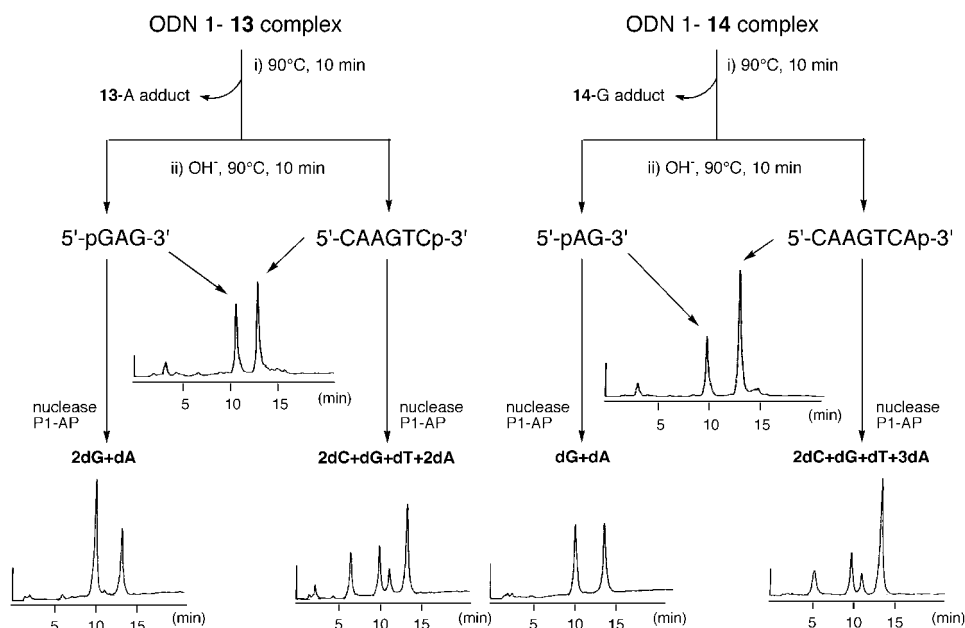 ODN 1- 13 complex
i) 90°C, 10 min
13-A adduct
ii) OH⁻, 90°C, 10 min
5'-pGAG-3'
5'-CAAGTCp-3'
5 10 15 (min)
nuclease
P1-AP
nuclease
P1-AP
2dG+dA
2dC+dG+dT+2dA
5 10 15 (min)
5 10 15 (min)
ODN 1- 14 complex
i) 90°C, 10 min
14-G adduct
ii) OH⁻, 90°C, 10 min
5'-pAG-3'
5'-CAAGTCAp-3'
5 10 15 (min)
nuclease
P1-AP
nuclease
P1-AP
dG+dA
2dC+dG+dT+3dA
5 10 15 (min)
5 10 15 (min)